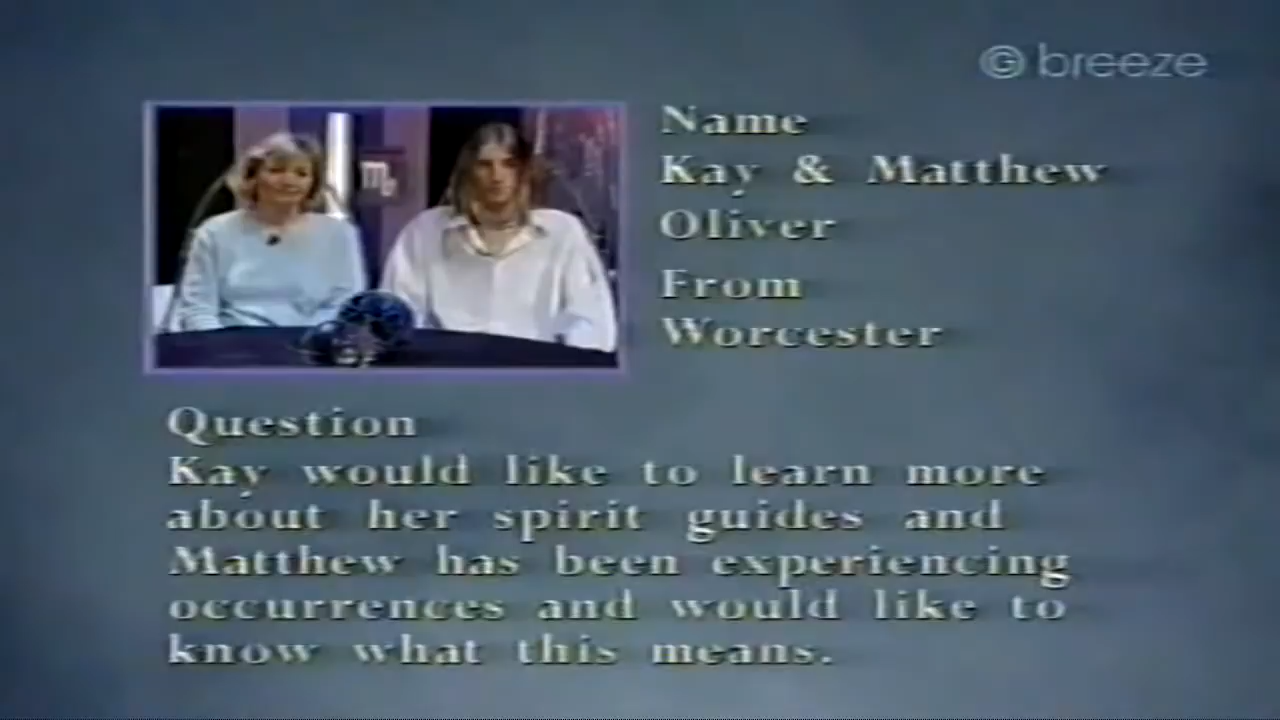 G breeze
Name
Kay & Matthew
Oliver
From
Worcester
Question
Kay would like to learn more
about her spirit guides and
Matthew has been experiencing
occurrences and would like to
know what this means.